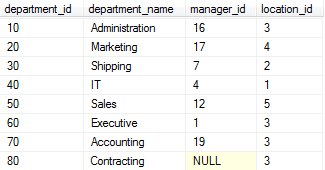 department_id department_name manager_id location_id
10 Administration 16 3
20 Marketing 17 4
30 Shipping 7 2
40 IT 4 1
50 Sales 12 5
60 Executive 1 3
70 Accounting 19 3
80 Contracting NULL 3